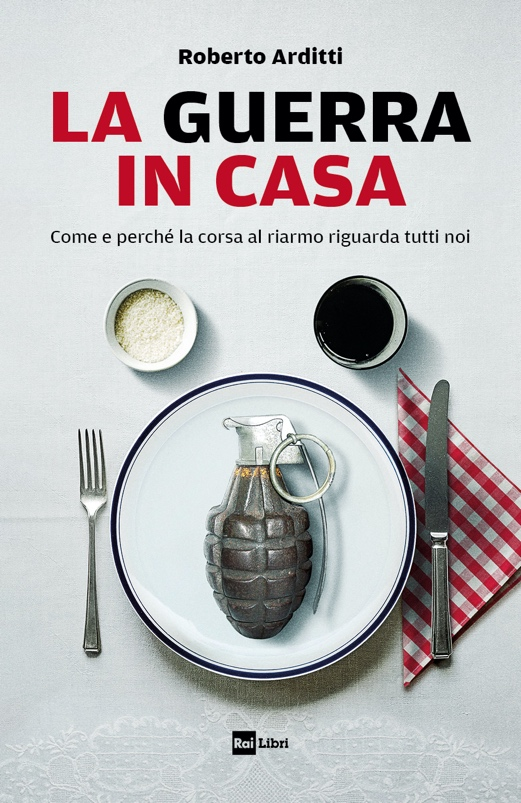 Roberto Arditti
LA GUERRA
IN CASA
Come e perché la corsa al riarmo riguarda tutti noi
Rai Libri